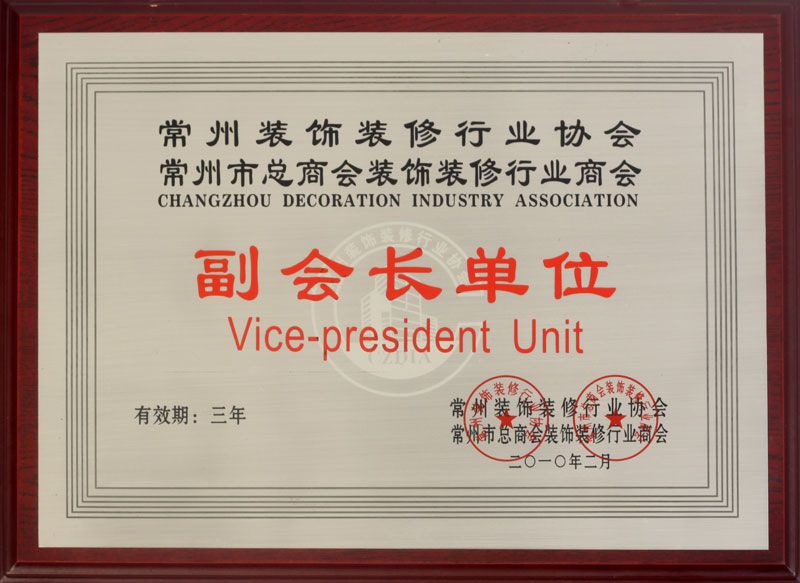 常州装饰装修行业协会
常州市总商会装饰装修行业商会
CHANGZHOU DECORATION INDUSTRY ASSOCIATION
副会长单位
Vice-president Unit
有效期：三年
常州装饰装修行业协会
常州市总商会装饰装修行业商会
二〇一〇年二月